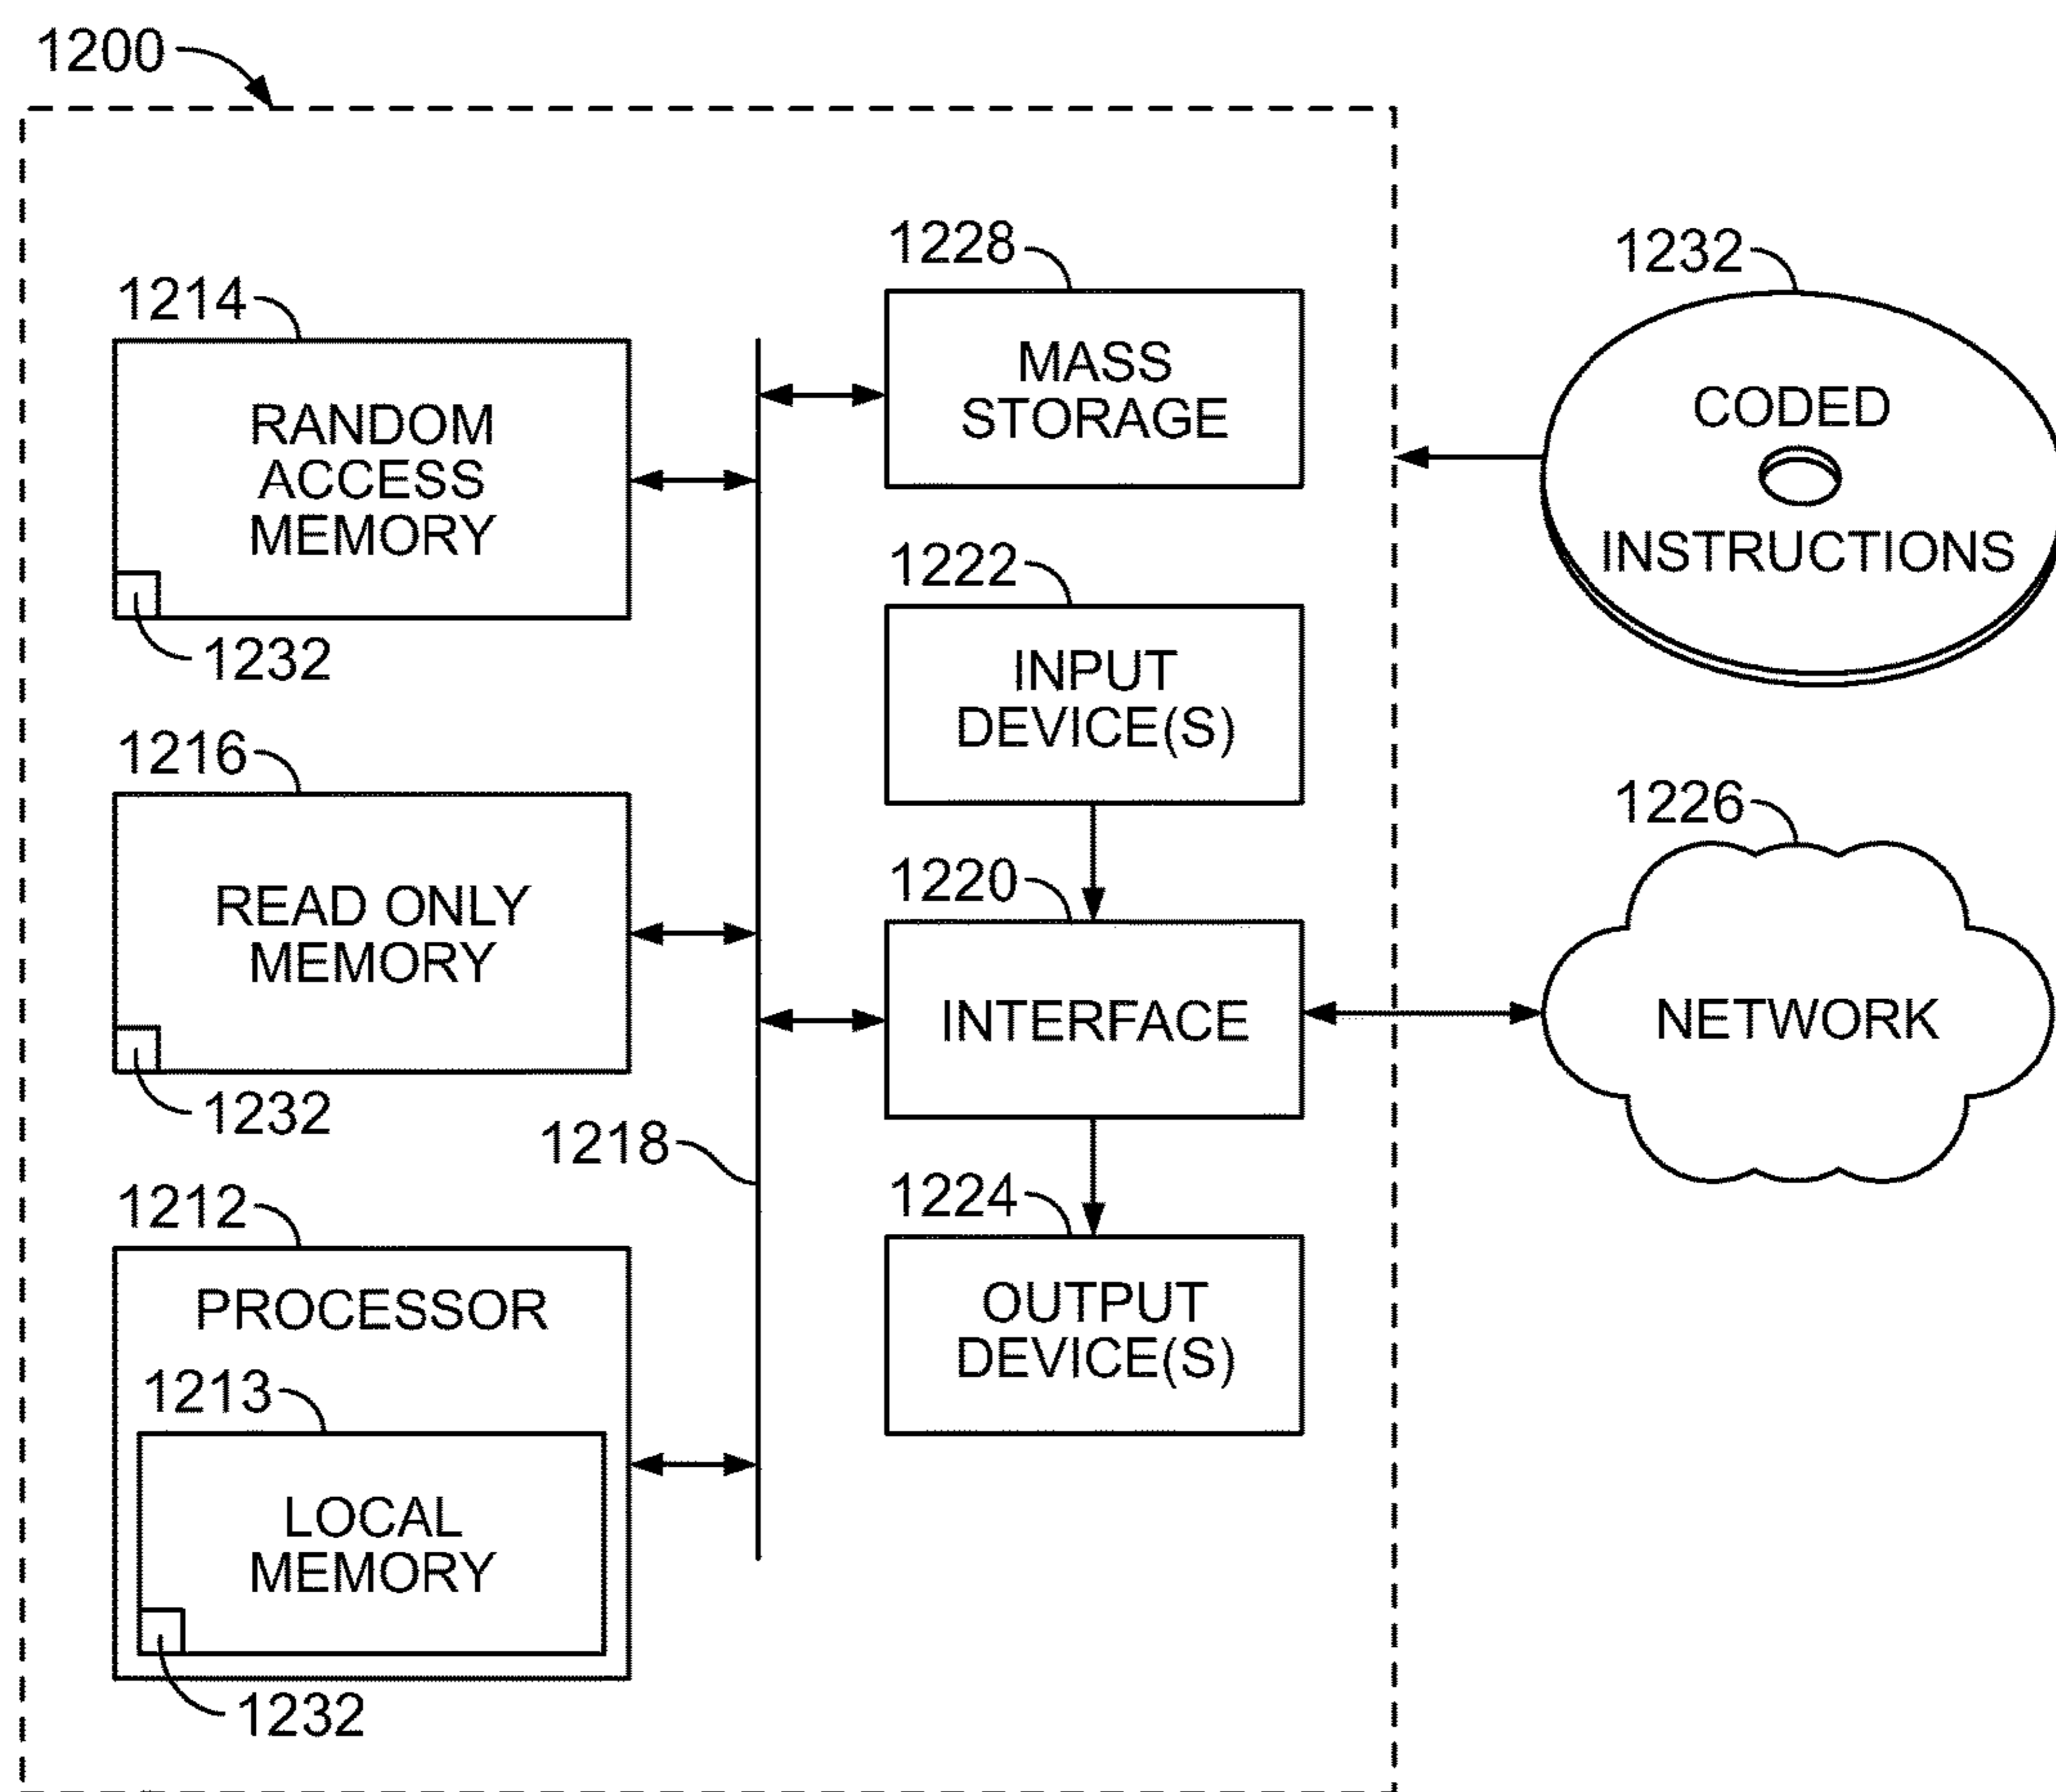 1200
1214
RANDOM
ACCESS
MEMORY
1232
1216
READ ONLY
MEMORY
1232
1218
1212
PROCESSOR
1213
LOCAL
MEMORY
1232
1228
MASS
STORAGE
1222
INPUT
DEVICE(S)
1220
INTERFACE
1224
OUTPUT
DEVICE(S)
1232
CODED
INSTRUCTIONS
1226
NETWORK